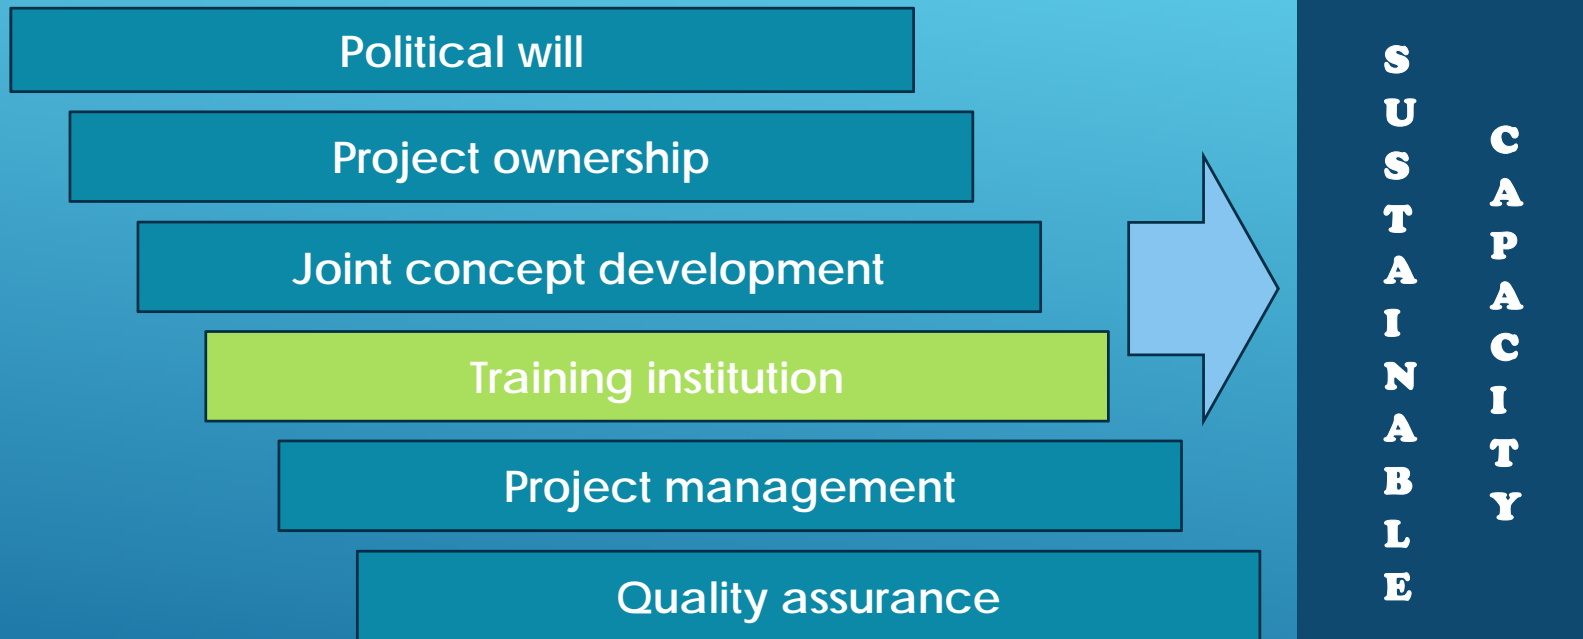 Political will
Project ownership
Joint concept development
Training institution
Project management
Quality assurance
SUSTAINABLE
CAPACITY